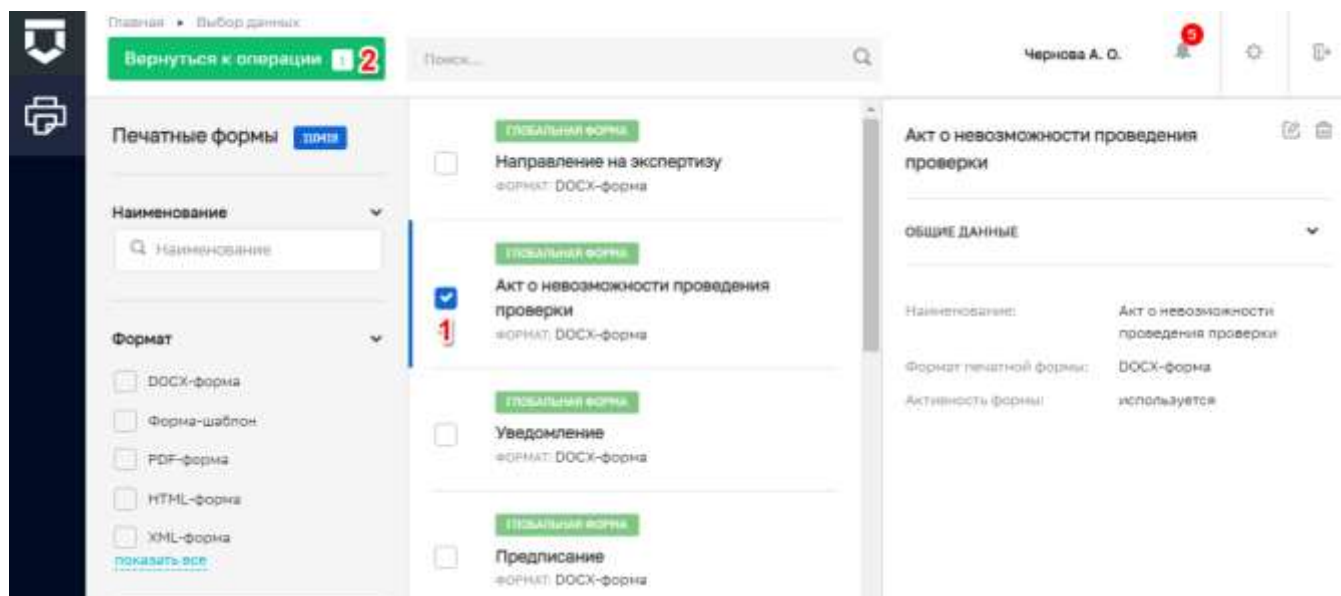 Главная • Выбор данных
Вернуться к операции 1 2
Поиск...
Чернова А. О.
5
Печатные формы
Наименование
Наименование
Формат
DOCX-форма
Форма-шаблон
PDF-форма
HTML-форма
XML-форма
показать все
ГЛОБАЛЬНАЯ ФОРМА
Направление на экспертизу
ФОРМАТ: DOCX-форма
ГЛОБАЛЬНАЯ ФОРМА
Акт о невозможности проведения
проверки
1
ФОРМАТ: DOCX-форма
ГЛОБАЛЬНАЯ ФОРМА
Уведомление
ФОРМАТ: DOCX-форма
ГЛОБАЛЬНАЯ ФОРМА
Предписание
ФОРМАТ: DOCX-форма
Акт о невозможности проведения
проверки
ОБЩИЕ ДАННЫЕ
Наименование: Акт о невозможности
проведения проверки
Формат печатной формы: DOCX-форма
Активность формы: используется